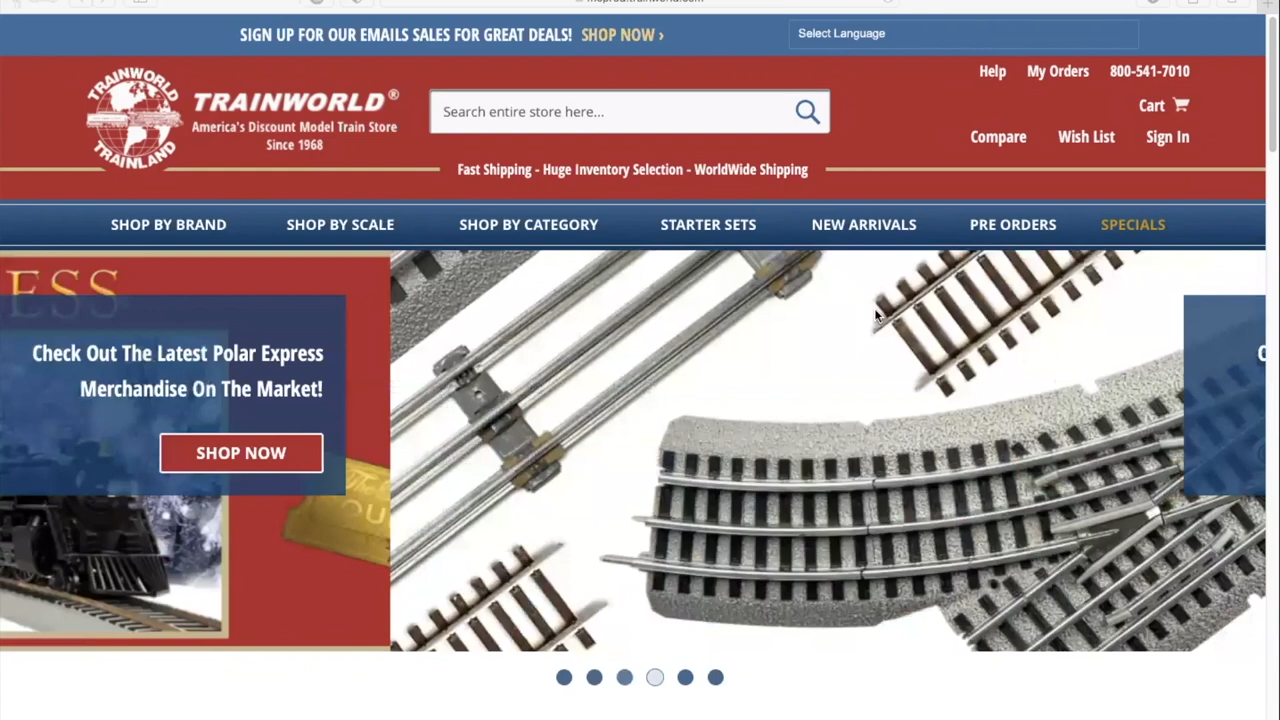 SIGN UP FOR OUR EMAILS SALES FOR GREAT DEALS! SHOP NOW ›
Select Language
Help My Orders 800-541-7010
TRAINWORLD
TRAINLAND
TRAINWORLD®
America's Discount Model Train Store
Since 1968
Search entire store here...
Cart
Compare Wish List Sign In
Fast Shipping - Huge Inventory Selection - WorldWide Shipping
SHOP BY BRAND SHOP BY SCALE SHOP BY CATEGORY STARTER SETS NEW ARRIVALS PRE ORDERS SPECIALS
ESS
Check Out The Latest Polar Express
Merchandise On The Market!
SHOP NOW